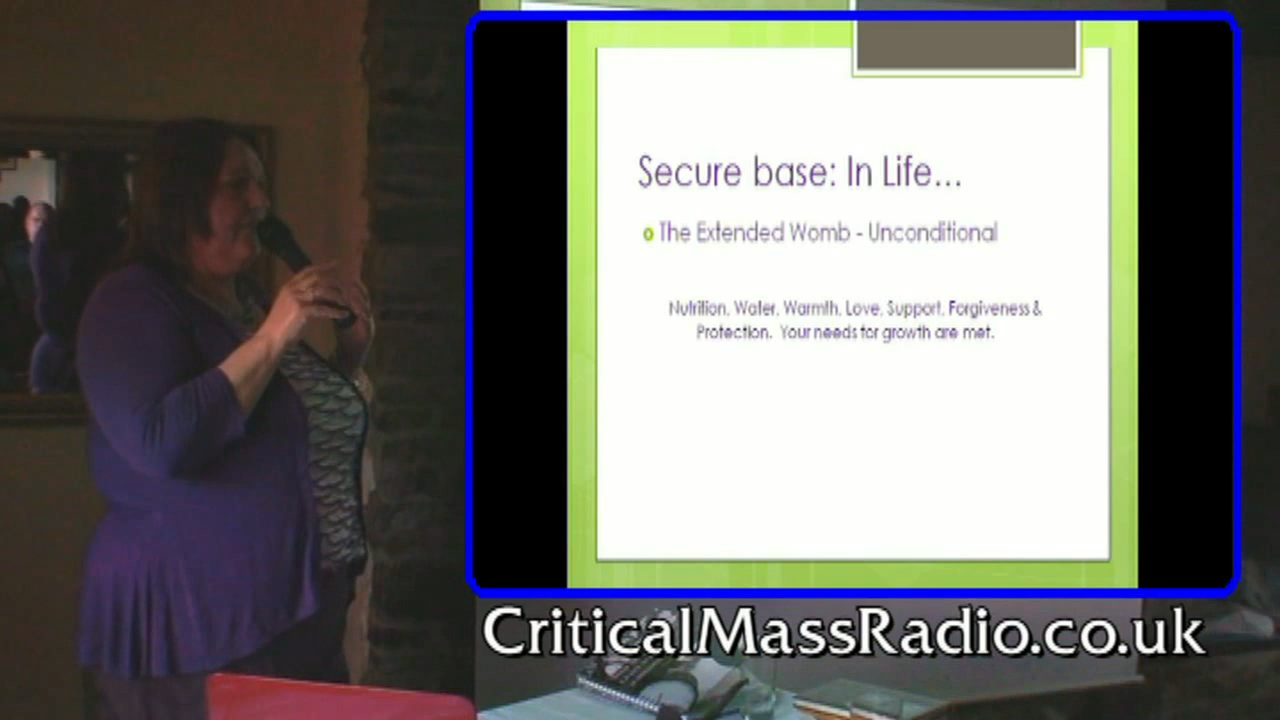 Secure base: In Life...
o The Extended Womb - Unconditional
Nutrition, Water, Warmth, Love, Support, Forgiveness &
Protection. Your needs for growth are met.
CriticalMassRadio.co.uk